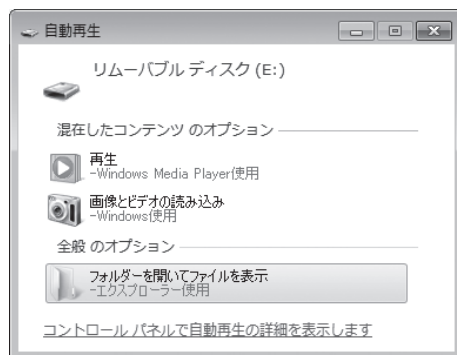 自動再生
リムーバブル ディスク (E:)
混在したコンテンツ のオプション
再生
-Windows Media Player使用
画像とビデオの読み込み
-Windows使用
全般 のオプション
フォルダーを開いてファイルを表示
-エクスプローラー使用
コントロール パネルで自動再生の詳細を表示します